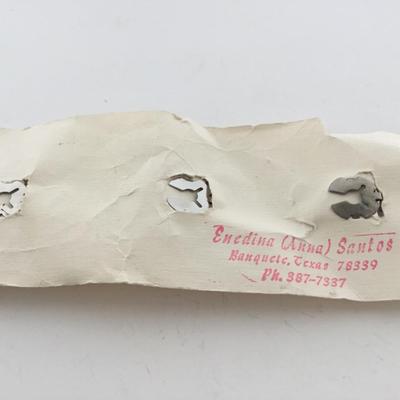 Enedina (Anna) Santos
Banquete, Texas 78339
Ph. 387-7337